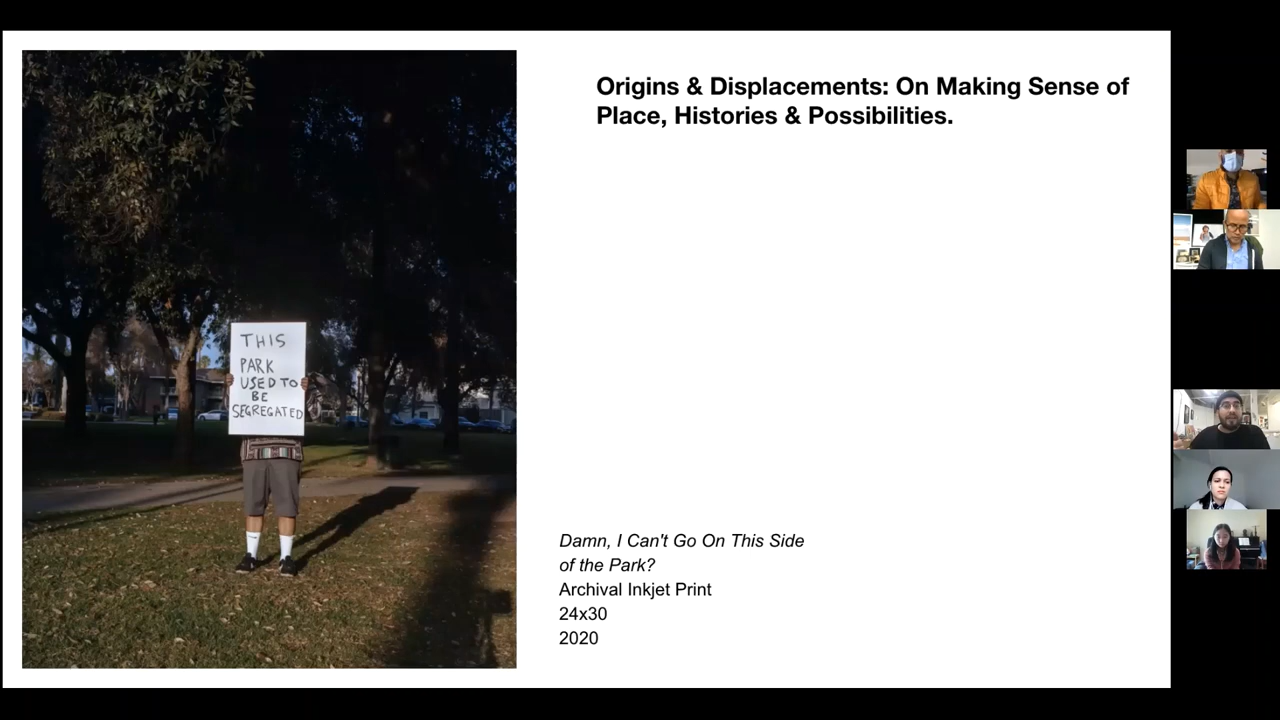 Origins & Displacements: On Making Sense of
Place, Histories & Possibilities.
THIS
PARK
USED TO
BE
SEGREGATED
Damn, I Can't Go On This Side
of the Park?
Archival Inkjet Print
24x30
2020